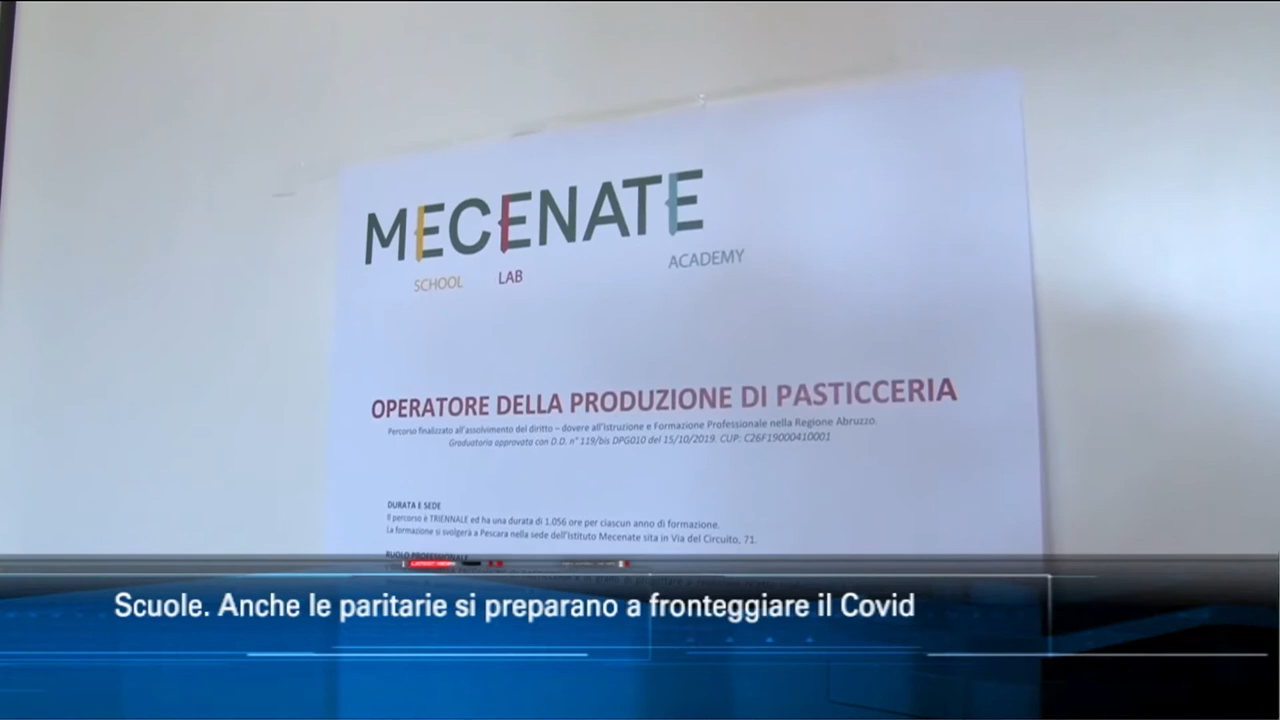 MECENATE
SCHOOL LAB ACADEMY
OPERATORE DELLA PRODUZIONE DI PASTICCERIA
Percorso finalizzato all'assolvimento del diritto – dovere all'Istruzione e Formazione Professionale nella Regione Abruzzo.
Graduatoria approvata con D.D. n° 119/bis DPG010 del 15/10/2019. CUP: C26F19000410001
DURATA E SEDE
Il percorso è TRIENNALE ed ha una durata di 1.056 ore per ciascun anno di formazione.
La formazione si svolgerà a Pescara nella sede dell'Istituto Mecenate sita in Via del Circuito, 71.
RUOLO PROFESSIONALE
LATEST NEWS
Scuole. Anche le paritarie si preparano a fronteggiare il Covid